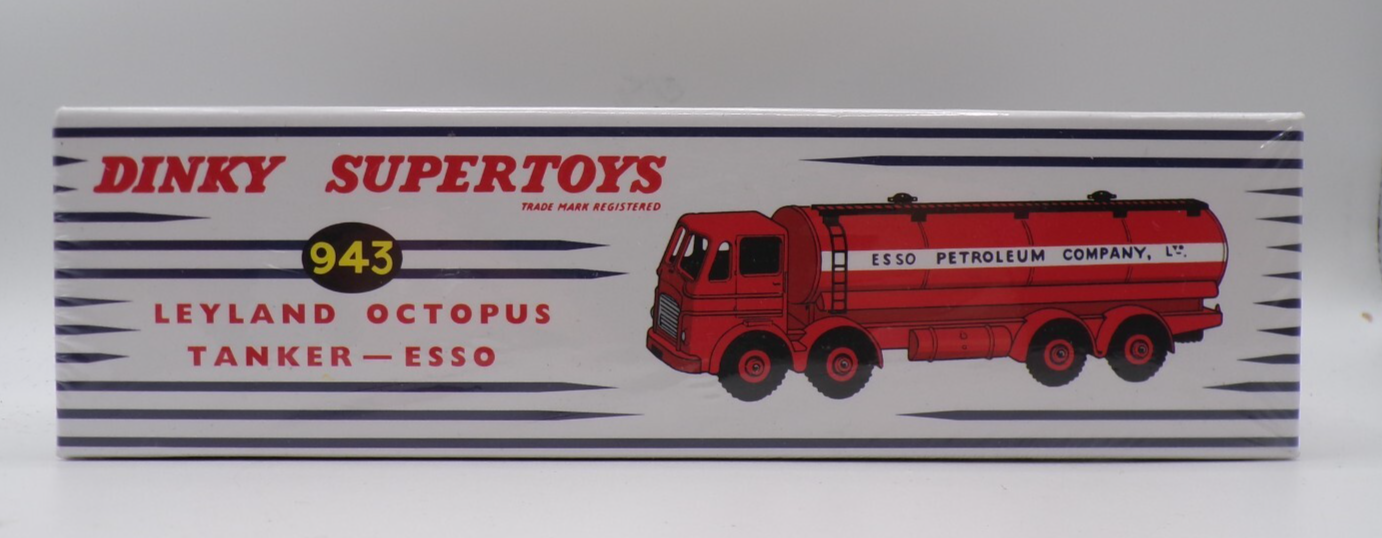 DINKY SUPERTOYS
TRADE MARK REGISTERED
943
LEYLAND OCTOPUS
TANKER—ESSO
ESSO PETROLEUM COMPANY, LTD.